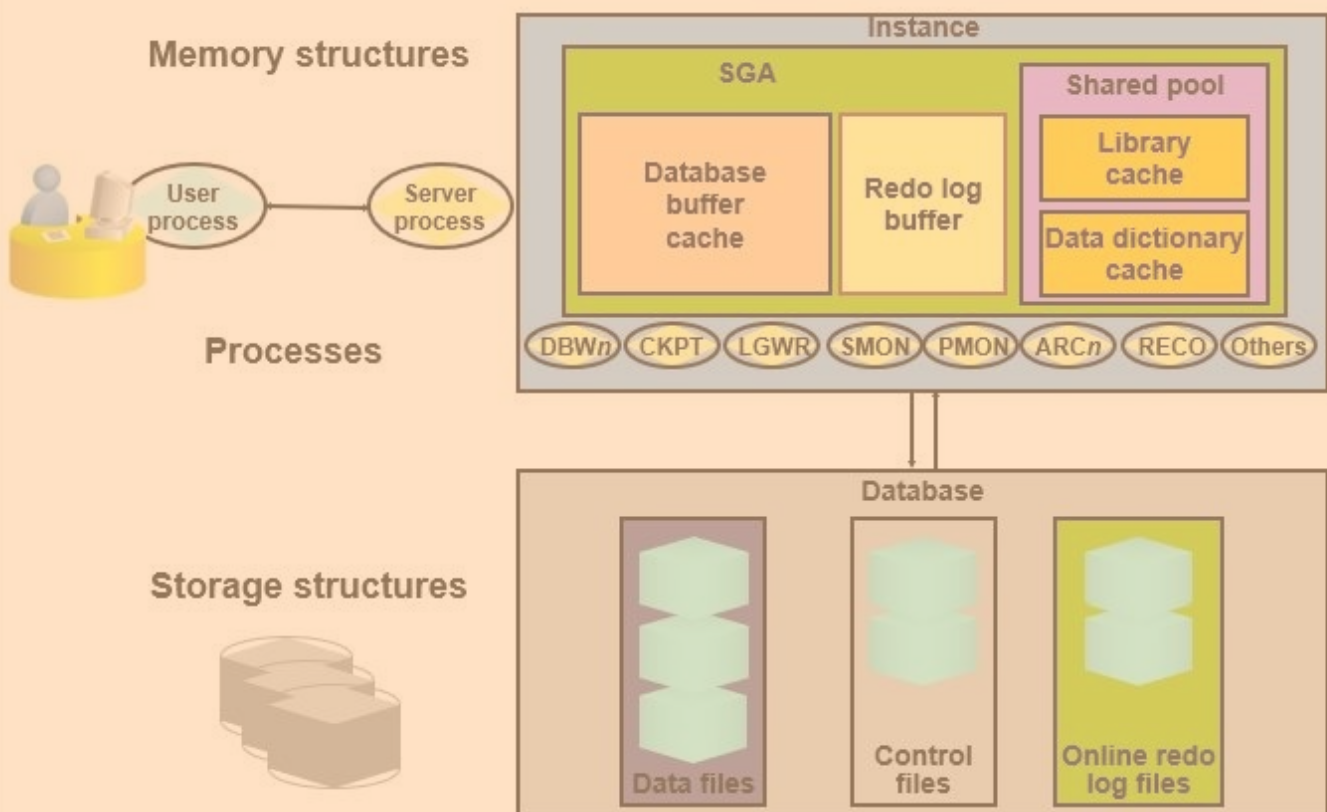 Memory structures
Instance
SGA
Shared pool
Database
buffer
cache
Redo log
buffer
Library
cache
Data dictionary
cache
User
process
Server
process
Processes
DBWn
CKPT
LGWR
SMON
PMON
ARCn
RECO
Others
Database
Storage structures
Data files
Control
files
Online redo
log files